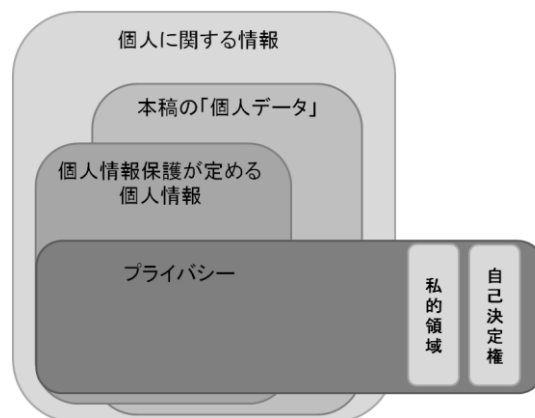 個人に関する情報
本稿の「個人データ」
個人情報保護が定める
個人情報
プライバシー
私的領域
自己決定権